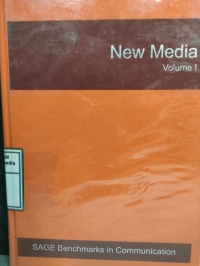 New Media
Volume I
SAGE Benchmarks in Communication